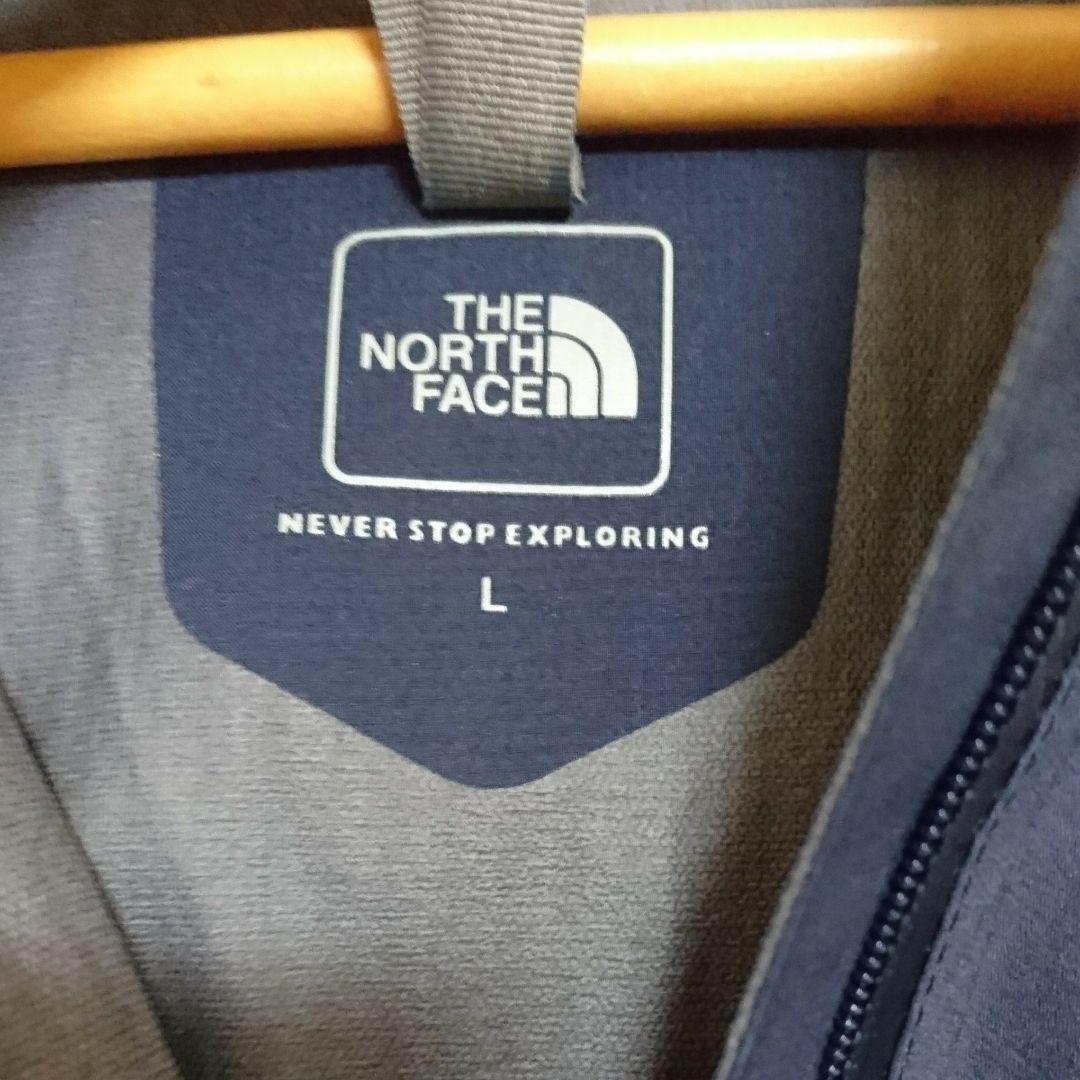 THE
NORTH
FACE
NEVER STOP EXPLORING
L